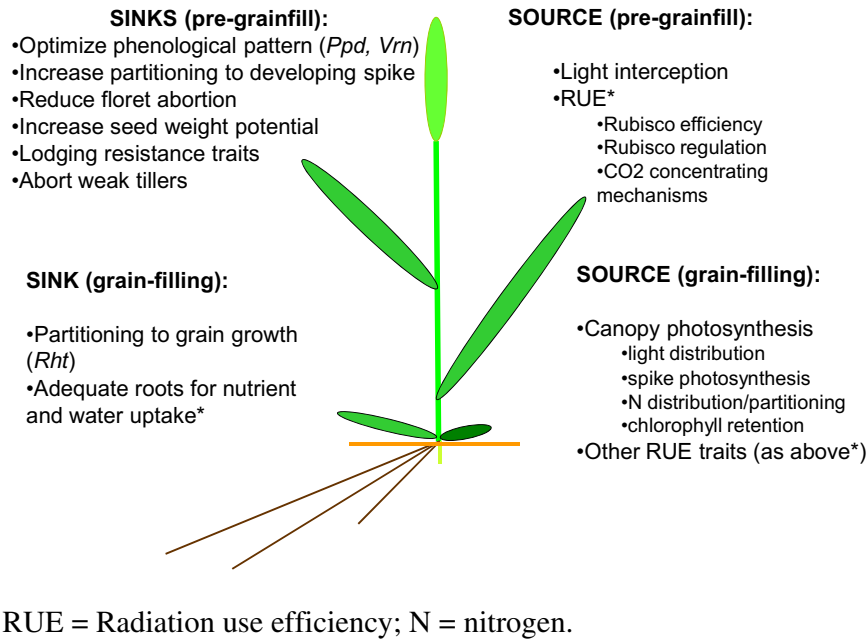 SINKS (pre-grainfill):
•Optimize phenological pattern (Ppd, Vrn)
•Increase partitioning to developing spike
•Reduce floret abortion
•Increase seed weight potential
•Lodging resistance traits
•Abort weak tillers
SOURCE (pre-grainfill):
•Light interception
•RUE*
•Rubisco efficiency
•Rubisco regulation
•CO2 concentrating
mechanisms
SINK (grain-filling):
•Partitioning to grain growth
(Rht)
•Adequate roots for nutrient
and water uptake*
SOURCE (grain-filling):
•Canopy photosynthesis
•light distribution
•spike photosynthesis
•N distribution/partitioning
•chlorophyll retention
•Other RUE traits (as above*)
RUE = Radiation use efficiency; N = nitrogen.